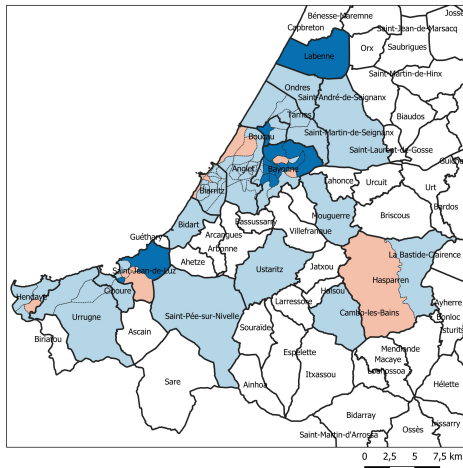 Bénesse-Maremne
Josse
Capbreton
Saint-Jean-de-Marsacq
Labenne
Orx
Saubrigues
Saint-Martin-de-Hinx
Ondres
Saint-André-de-Seignanx
Biaudos
Tarnos
Boucau
Saint-Martin-de-Seignanx
Saint-Laurent-de-Gosse
Anglet
Bayonne
Lahonce
Urcuit
Urt
Biarritz
Bardos
Bidart
Bassussarry
Mouguerre
Briscous
Guéthary
Arcangues
Villefranque
Arbonne
Ahetze
La Bastide-Clairence
Saint-Jean-de-Luz
Ustaritz
Jatxou
Hasparren
Hendaye
Ciboure
Larressore
Halsou
Ayherre
Urrugne
Saint-Pée-sur-Nivelle
Cambo-les-Bains
Bonloc
Biriatou
Ascain
Souraïde
Espelette
Mendionde
Macaye
Louhossoa
Sare
Ainhoa
Itxassou
Hélette
Bidarray
Irissarry
Saint-Martin-d'Arrossa
Ossès
0 2,5 5 7,5 km